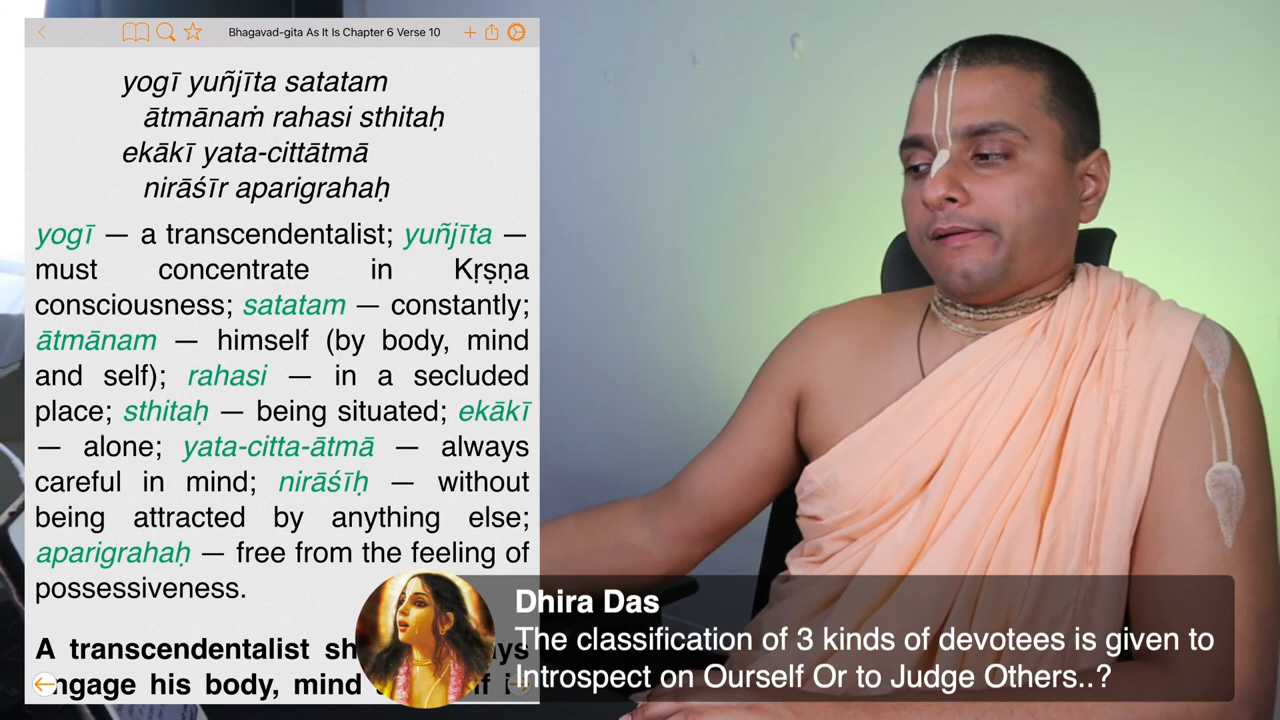 Bhagavad-gita As It Is Chapter 6 Verse 10
yogī yuñjīta satatam
ātmānaṁ rahasi sthitaḥ
ekākī yata-cittātmā
nirāśīr aparigrahaḥ
yogī — a transcendentalist; yuñjīta —
must concentrate in Kṛṣṇa
consciousness; satatam — constantly;
ātmānam — himself (by body, mind
and self); rahasi — in a secluded
place; sthitaḥ — being situated; ekākī
— alone; yata-citta-ātmā — always
careful in mind; nirāśīḥ — without
being attracted by anything else;
aparigrahaḥ — free from the feeling of
possessiveness.
A transcendentalist
his body, mind
Dhira Das
The classification of 3 kinds of devotees is given to
Introspect on Ourself Or to Judge Others..?